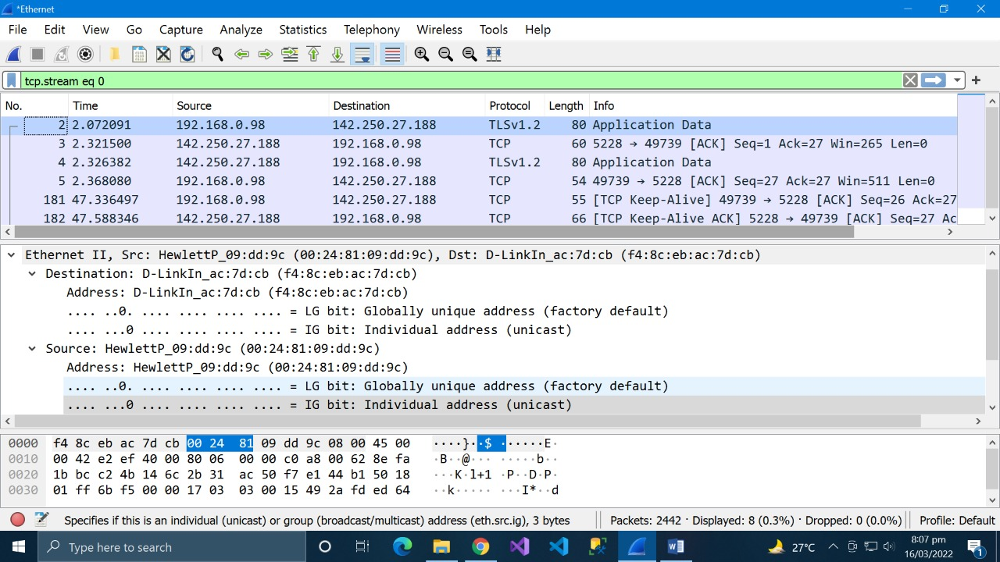 *Ethernet
File Edit View Go Capture Analyze Statistics Telephony Wireless Tools Help
tcp.stream eq 0
No. Time Source Destination Protocol Length Info
2 2.072091 192.168.0.98 142.250.27.188 TLSv1.2 80 Application Data
3 2.321500 142.250.27.188 192.168.0.98 TCP 60 5228 → 49739 [ACK] Seq=1 Ack=27 Win=265 Len=0
4 2.326382 142.250.27.188 192.168.0.98 TLSv1.2 80 Application Data
5 2.368080 192.168.0.98 142.250.27.188 TCP 54 49739 → 5228 [ACK] Seq=27 Ack=27 Win=511 Len=0
181 47.336497 192.168.0.98 142.250.27.188 TCP 55 [TCP Keep-Alive] 49739 → 5228 [ACK] Seq=26 Ack=27
182 47.588346 142.250.27.188 192.168.0.98 TCP 66 [TCP Keep-Alive ACK] 5228 → 49739 [ACK] Seq=27 Ac
Ethernet II, Src: HewlettP_09:dd:9c (00:24:81:09:dd:9c), Dst: D-LinkIn_ac:7d:cb (f4:8c:eb:ac:7d:cb)
Destination: D-LinkIn_ac:7d:cb (f4:8c:eb:ac:7d:cb)
Address: D-LinkIn_ac:7d:cb (f4:8c:eb:ac:7d:cb)
.... ..0. .... .... .... .... = LG bit: Globally unique address (factory default)
.... ...0 .... .... .... .... = IG bit: Individual address (unicast)
Source: HewlettP_09:dd:9c (00:24:81:09:dd:9c)
Address: HewlettP_09:dd:9c (00:24:81:09:dd:9c)
.... ..0. .... .... .... .... = LG bit: Globally unique address (factory default)
.... ...0 .... .... .... .... = IG bit: Individual address (unicast)
0000 f4 8c eb ac 7d cb 00 24 81 09 dd 9c 08 00 45 00 ····}··$ ······E·
0010 00 42 e2 ef 40 00 80 06 00 00 c0 a8 00 62 8e fa ·B··@··· ·····b··
0020 1b bc c2 4b 14 6c 2b 31 ac 50 f7 e1 44 b1 50 18 ···K·l+1 ·P··D·P·
0030 01 ff 6b f5 00 00 17 03 03 00 15 49 2a fd ed 64 ··k····· ···I*··d
Specifies if this is an individual (unicast) or group (broadcast/multicast) address (eth.src.ig), 3 bytes
Packets: 2442 · Displayed: 8 (0.3%) · Dropped: 0 (0.0%)
Profile: Default
Type here to search
27°C
8:07 pm
16/03/2022
1